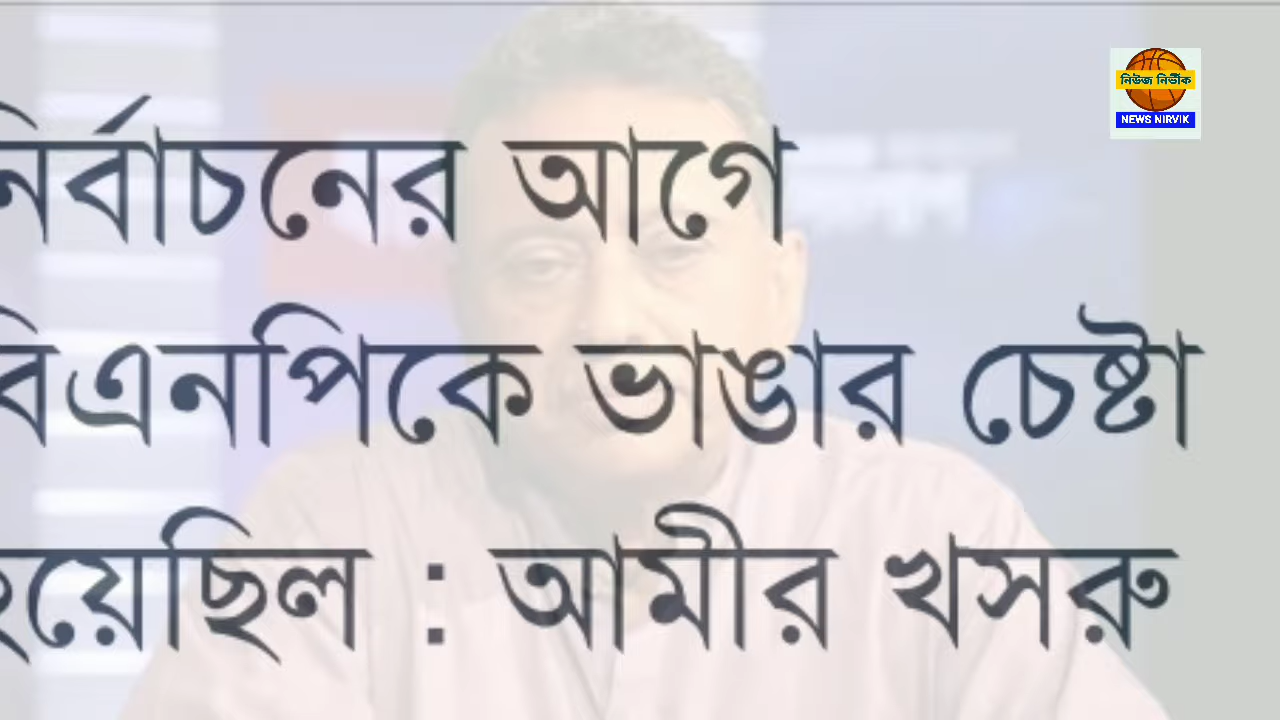 নিউজ নির্ভীক
NEWS NIRVIK
নির্বাচনের আগে
বিএনপিকে ভাঙার চেষ্টা
হয়েছিল : আমীর খসরু